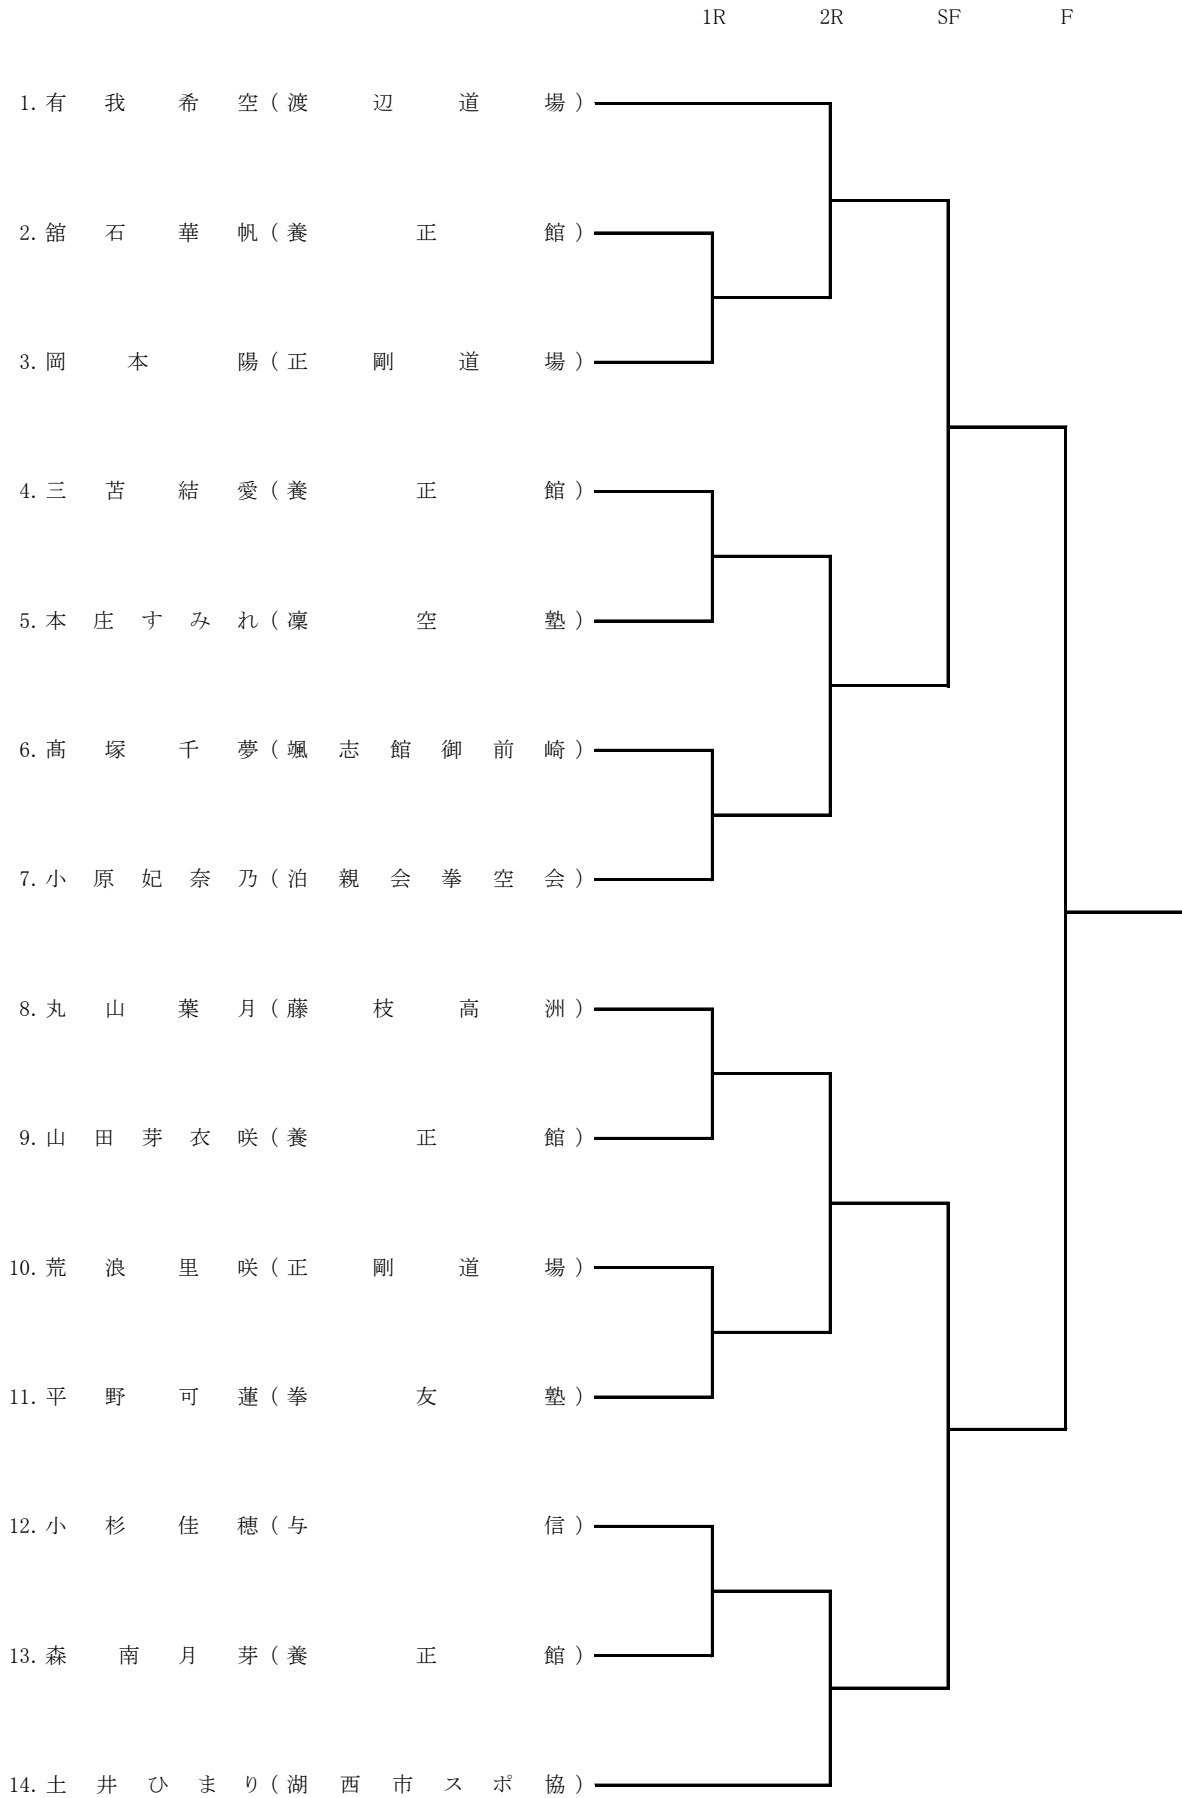 1R 2R SF F
1. 有我希空(渡辺道場)
2. 舘石華帆(養正館)
3. 岡本陽(正剛道場)
4. 三苫結愛(養正館)
5. 本庄すみれ(凜空塾)
6. 髙塚千夢(颯志館御前崎)
7. 小原妃奈乃(泊親会拳空会)
8. 丸山葉月(藤枝高洲)
9. 山田芽衣咲(養正館)
10. 荒浪里咲(正剛道場)
11. 平野可蓮(拳友塾)
12. 小杉佳穂(与信)
13. 森南月芽(養正館)
14. 土井ひまり(湖西市スポ協)